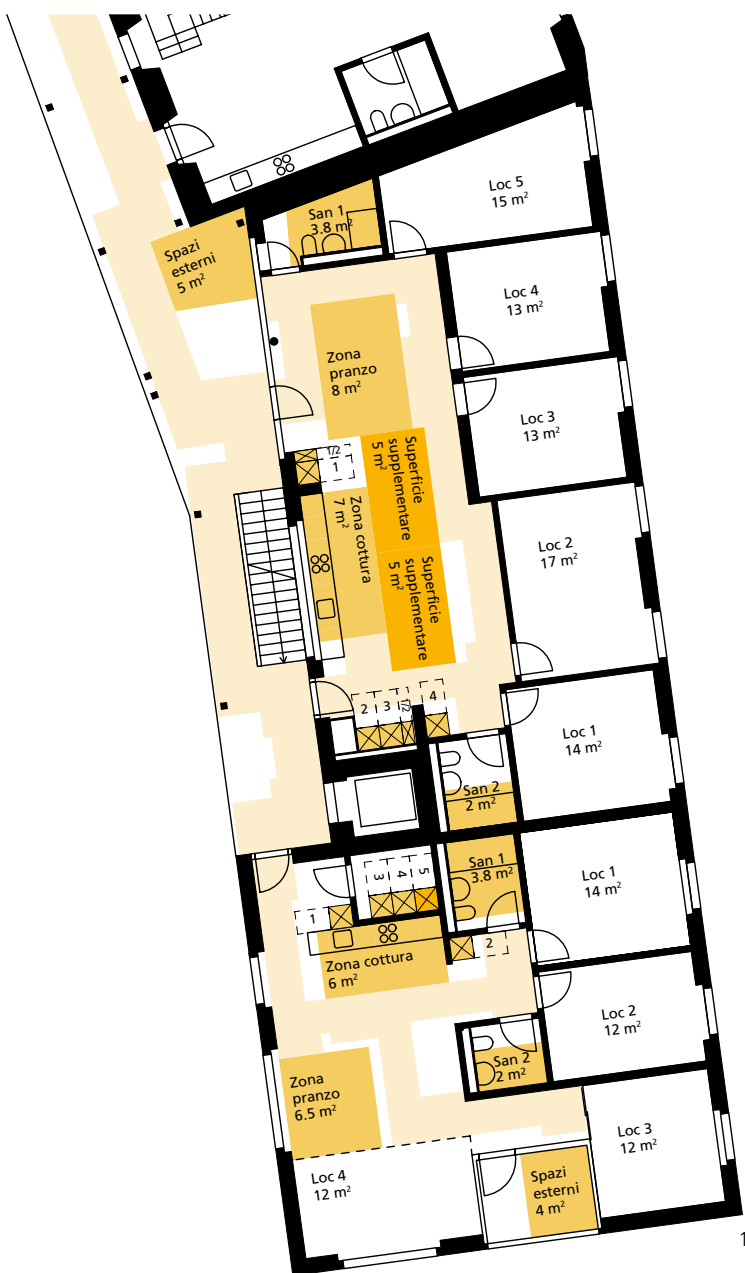 Loc 5
15 m²
San 1
3.8 m²
Spazi
esterni
5 m²
Loc 4
13 m²
Zona
pranzo
8 m²
Loc 3
13 m²
1/2
1
Superficie
supplementare
5 m²
Zona cottura
7 m²
Loc 2
17 m²
Superficie
supplementare
5 m²
2
3
1/2
4
Loc 1
14 m²
San 2
2 m²
San 1
3.8 m²
Loc 1
14 m²
3
4
5
1
2
Zona cottura
6 m²
Loc 2
12 m²
San 2
2 m²
Zona
pranzo
6.5 m²
Loc 3
12 m²
Loc 4
12 m²
Spazi
esterni
4 m²
1